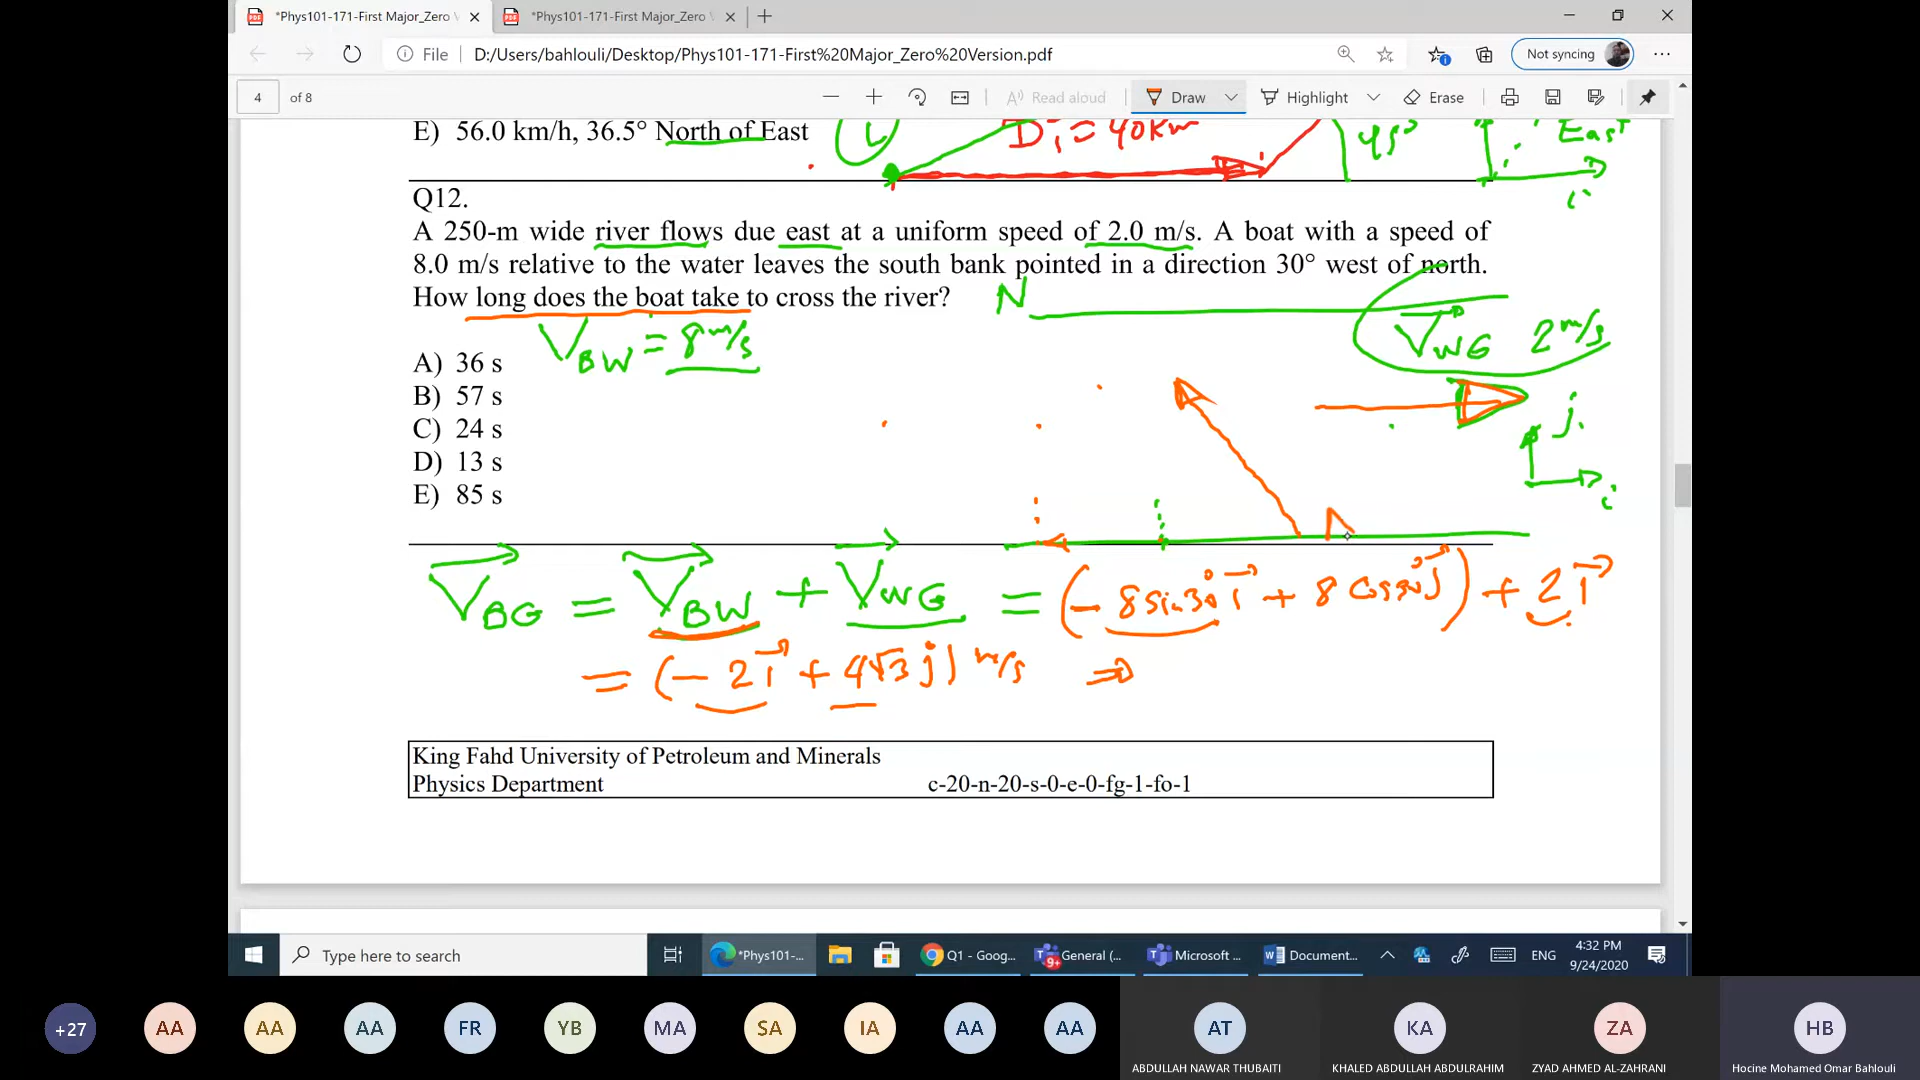 *Phys101-171-First Major_Zero V
*Phys101-171-First Major_Zero V
File D:/Users/bahlouli/Desktop/Phys101-171-First%20Major_Zero%20Version.pdf
Not syncing
4 of 8
Read aloud Draw Highlight Erase
E) 56.0 km/h, 36.5° North of East
D₁ = 40 Km
45°
East
i
Q12.
A 250-m wide river flows due east at a uniform speed of 2.0 m/s. A boat with a speed of
8.0 m/s relative to the water leaves the south bank pointed in a direction 30° west of north.
How long does the boat take to cross the river?
N
V_BW = 8 m/s
V_WG 2 m/s
A) 36 s
B) 57 s
C) 24 s
D) 13 s
E) 85 s
j
i
V_BG = V_BW + V_WG = (- 8 sin30° i + 8 cos30° j) + 2 i
= (- 2 i + 4√3 j) m/s ⇒
King Fahd University of Petroleum and Minerals
Physics Department c-20-n-20-s-0-e-0-fg-1-fo-1
Type here to search
*Phys101-...
Q1 - Goog...
9+
General (...
Microsoft ...
Document...
ENG
4:32 PM
9/24/2020
+27 AA AA AA FR YB MA SA IA AA AA AT KA ZA HB
ABDULLAH NAWAR THUBAITI
KHALED ABDULLAH ABDULRAHIM
ZYAD AHMED AL-ZAHRANI
Hocine Mohamed Omar Bahlouli